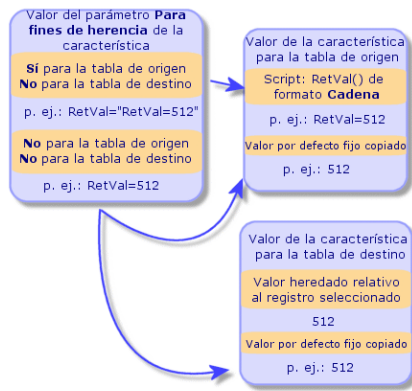 Valor del parámetro Para
fines de herencia de la
característica
Sí para la tabla de origen
No para la tabla de destino
p. ej.: RetVal="RetVal=512"
No para la tabla de origen
No para la tabla de destino
p. ej.: RetVal=512
Valor de la característica
para la tabla de origen
Script: RetVal() de
formato Cadena
p. ej.: RetVal=512
Valor por defecto fijo copiado
p. ej.: 512
Valor de la característica
para la tabla de destino
Valor heredado relativo
al registro seleccionado
512
Valor por defecto fijo copiado
p. ej.: 512